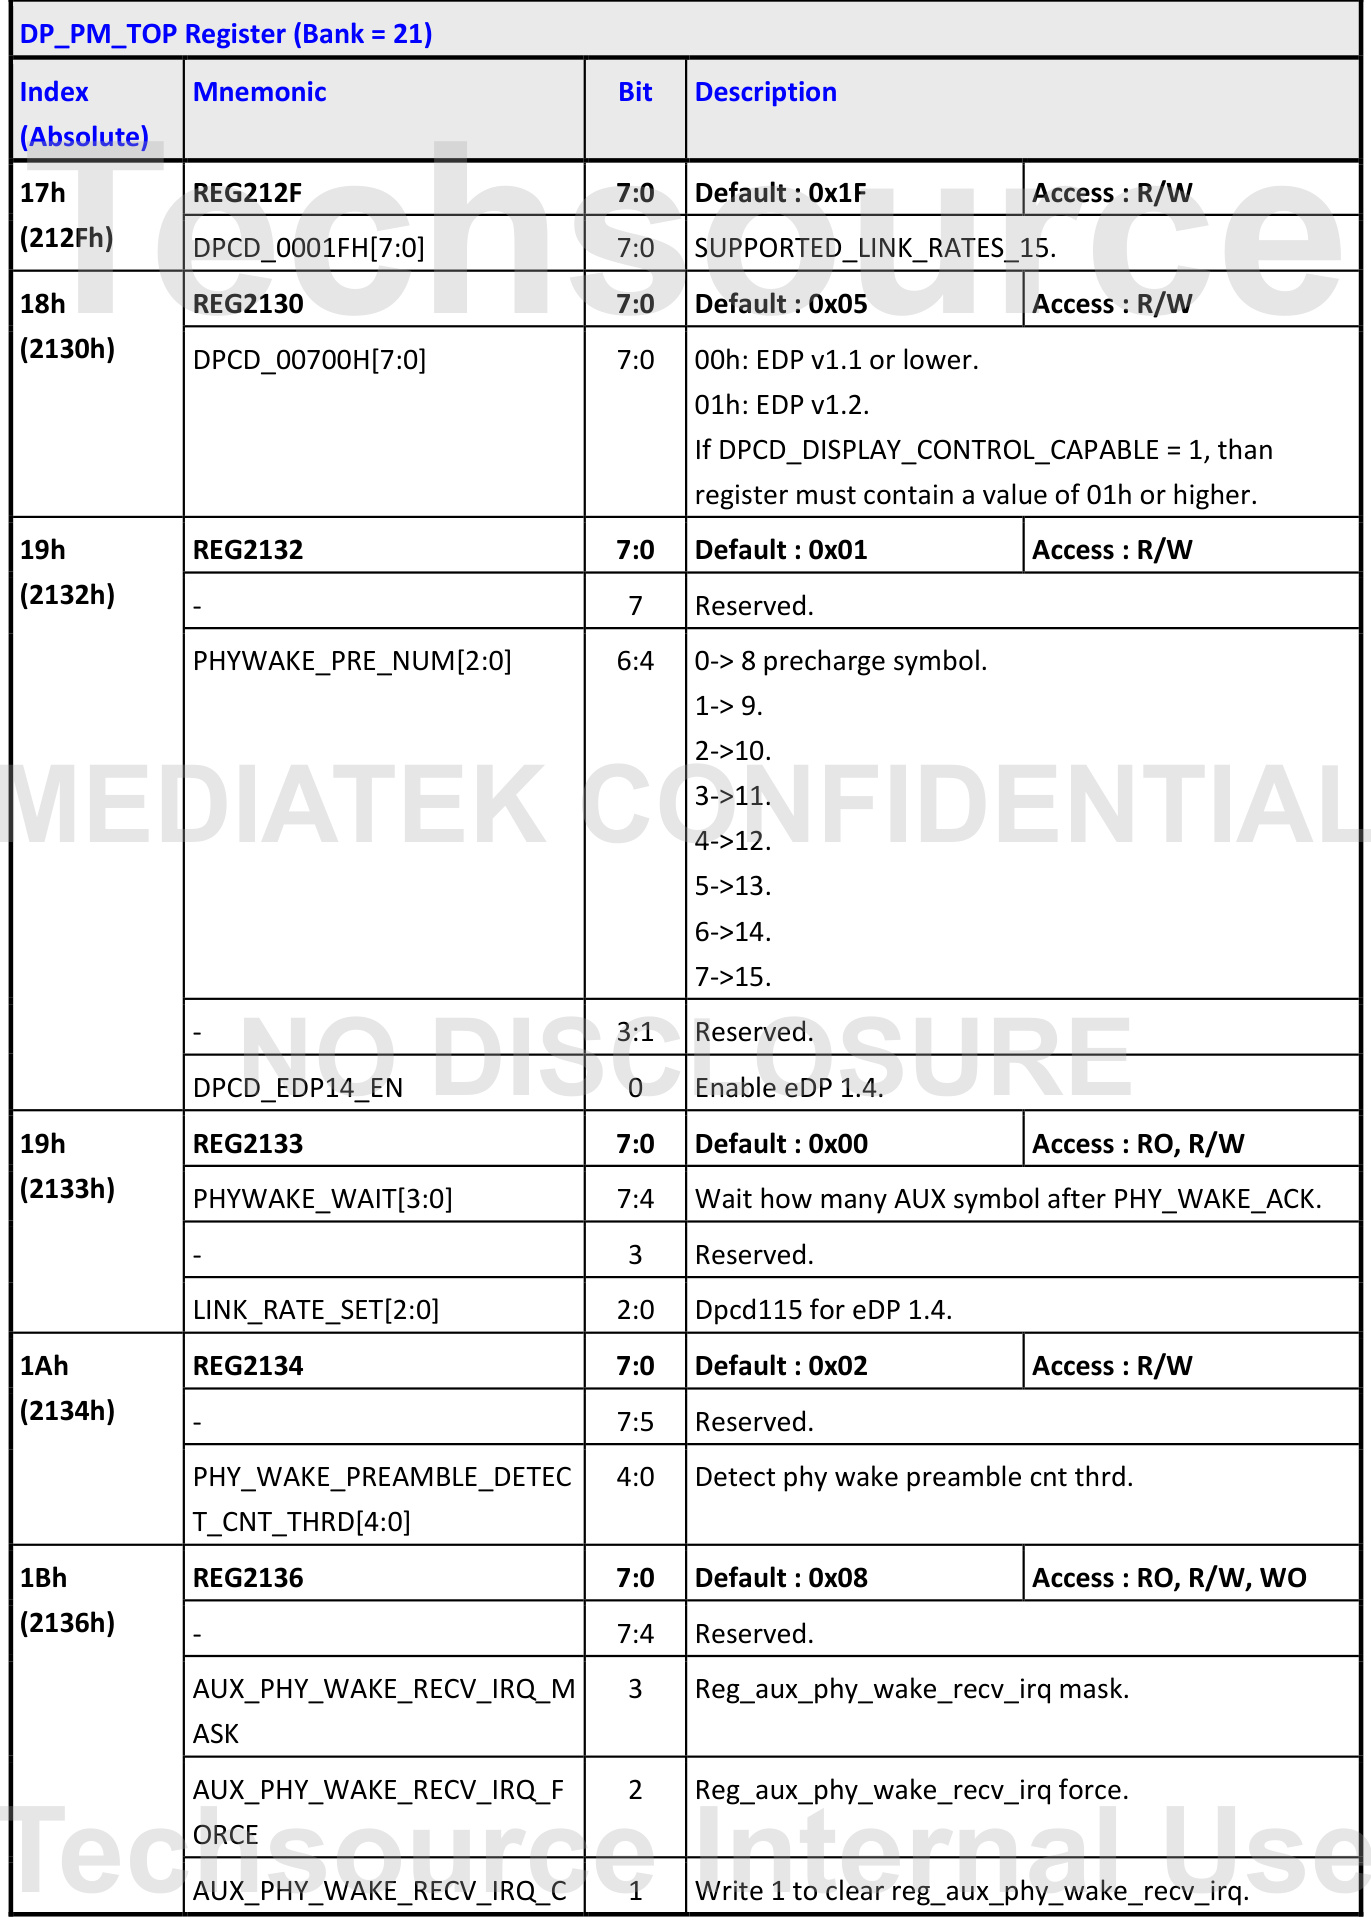 DP_PM_TOP Register (Bank = 21)
Index Mnemonic Bit Description
(Absolute)
17h REG212F 7:0 Default : 0x1F Access : R/W
(212Fh) DPCD_0001FH[7:0] 7:0 SUPPORTED_LINK_RATES_15.
Techsource
18h REG2130 7:0 Default : 0x05 Access : R/W
(2130h) DPCD_00700H[7:0] 7:0 00h: EDP v1.1 or lower.
01h: EDP v1.2.
If DPCD_DISPLAY_CONTROL_CAPABLE = 1, than
register must contain a value of 01h or higher.
19h REG2132 7:0 Default : 0x01 Access : R/W
(2132h) - 7 Reserved.
PHYWAKE_PRE_NUM[2:0] 6:4 0-> 8 precharge symbol.
1-> 9.
2->10.
3->11.
MEDIATEK CONFIDENTIAL
4->12.
5->13.
6->14.
7->15.
- 3:1 Reserved.
NO DISCLOSURE
DPCD_EDP14_EN 0 Enable eDP 1.4.
19h REG2133 7:0 Default : 0x00 Access : RO, R/W
(2133h) PHYWAKE_WAIT[3:0] 7:4 Wait how many AUX symbol after PHY_WAKE_ACK.
- 3 Reserved.
LINK_RATE_SET[2:0] 2:0 Dpcd115 for eDP 1.4.
1Ah REG2134 7:0 Default : 0x02 Access : R/W
(2134h) - 7:5 Reserved.
PHY_WAKE_PREAMBLE_DETEC 4:0 Detect phy wake preamble cnt thrd.
T_CNT_THRD[4:0]
1Bh REG2136 7:0 Default : 0x08 Access : RO, R/W, WO
(2136h) - 7:4 Reserved.
AUX_PHY_WAKE_RECV_IRQ_M 3 Reg_aux_phy_wake_recv_irq mask.
ASK
AUX_PHY_WAKE_RECV_IRQ_F 2 Reg_aux_phy_wake_recv_irq force.
ORCE
Techsource Internal Use
AUX_PHY_WAKE_RECV_IRQ_C 1 Write 1 to clear reg_aux_phy_wake_recv_irq.